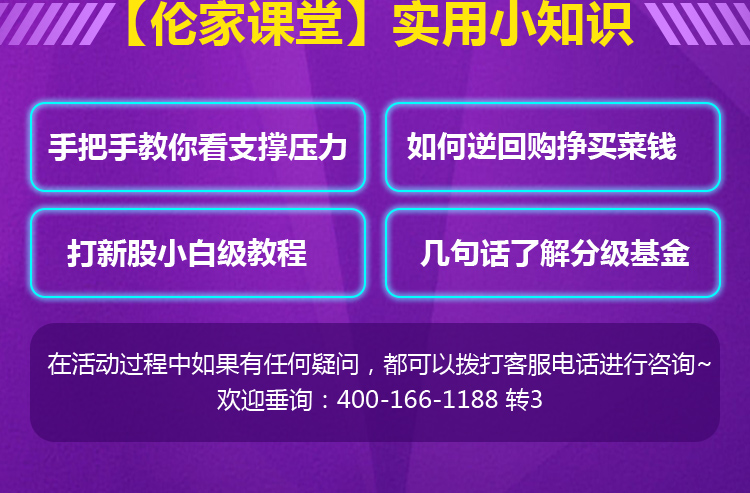 【伦家课堂】实用小知识
手把手教你看支撑压力
如何逆回购挣买菜钱
打新股小白级教程
几句话了解分级基金
在活动过程中如果有任何疑问，都可以拨打客服电话进行咨询~
欢迎垂询：400-166-1188 转3